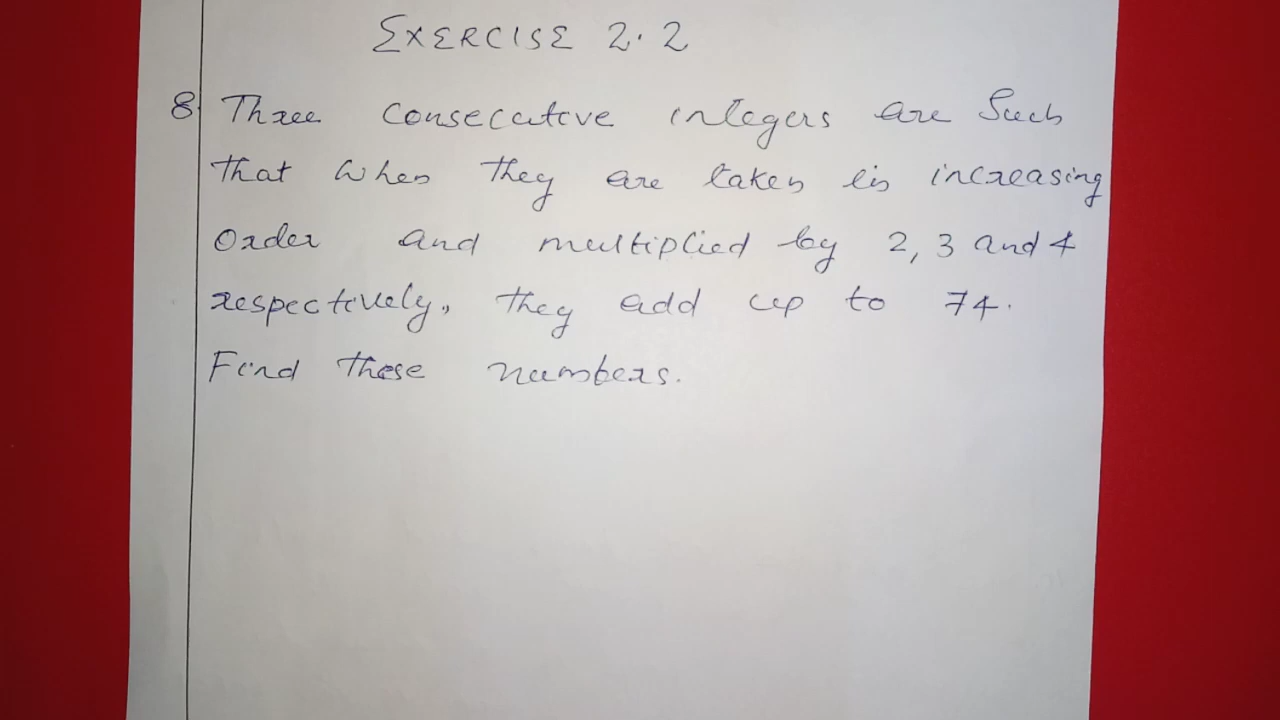 EXERCISE 2.2
8. Three consecutive integers are such
that when they are taken in increasing
order and multiplied by 2, 3 and 4
respectively, they add up to 74.
Find these numbers.